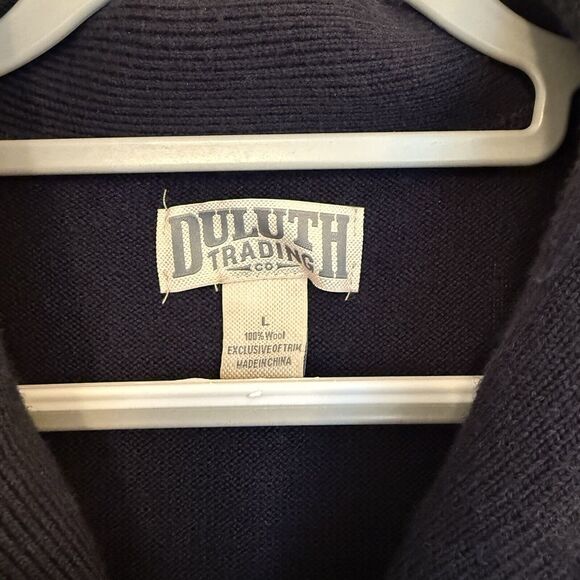 DULUTH
TRADING
CO
L
100% Wool
EXCLUSIVE OF TRIM
MADE IN CHINA